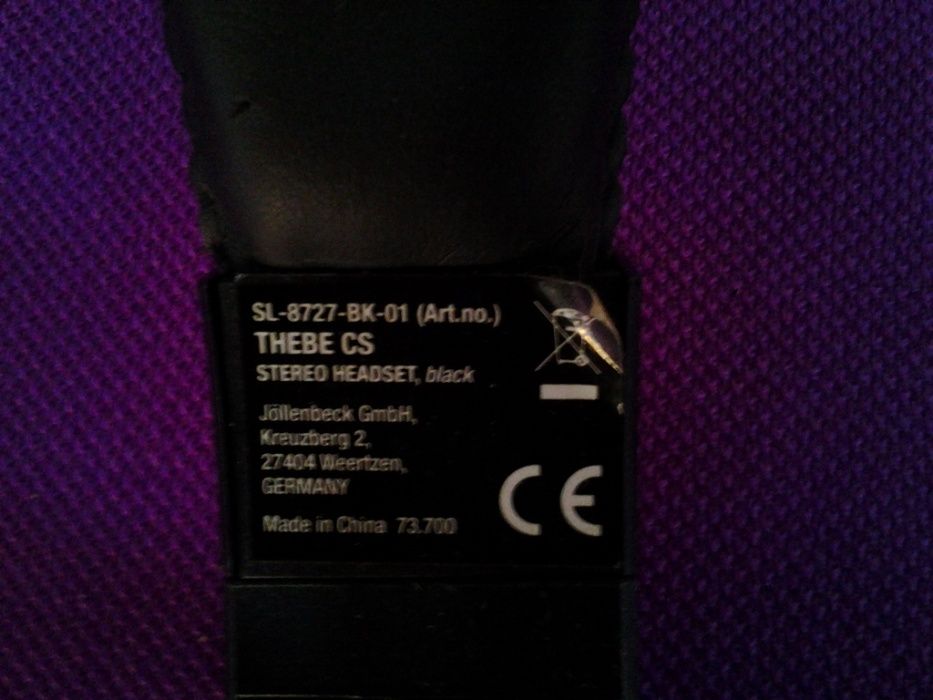 SL-8727-BK-01 (Art.no.)
THEBE CS
STEREO HEADSET, black
Jöllenbeck GmbH,
Kreuzberg 2,
27404 Weertzen,
GERMANY
Made in China 73.700
CE